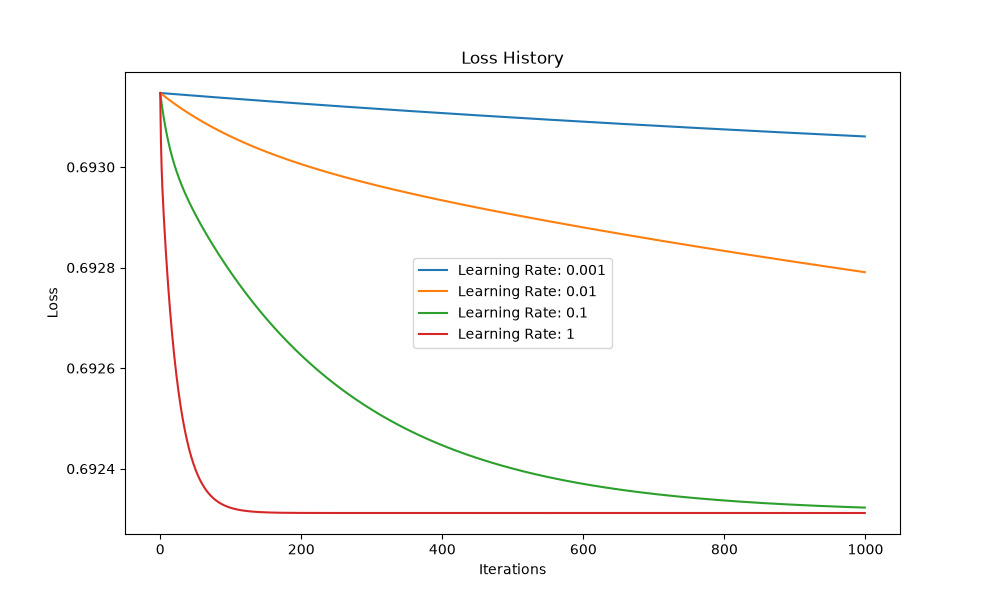 Loss History
Loss
0.6930
0.6928
0.6926
0.6924
Learning Rate: 0.001
Learning Rate: 0.01
Learning Rate: 0.1
Learning Rate: 1
0 200 400 600 800 1000
Iterations